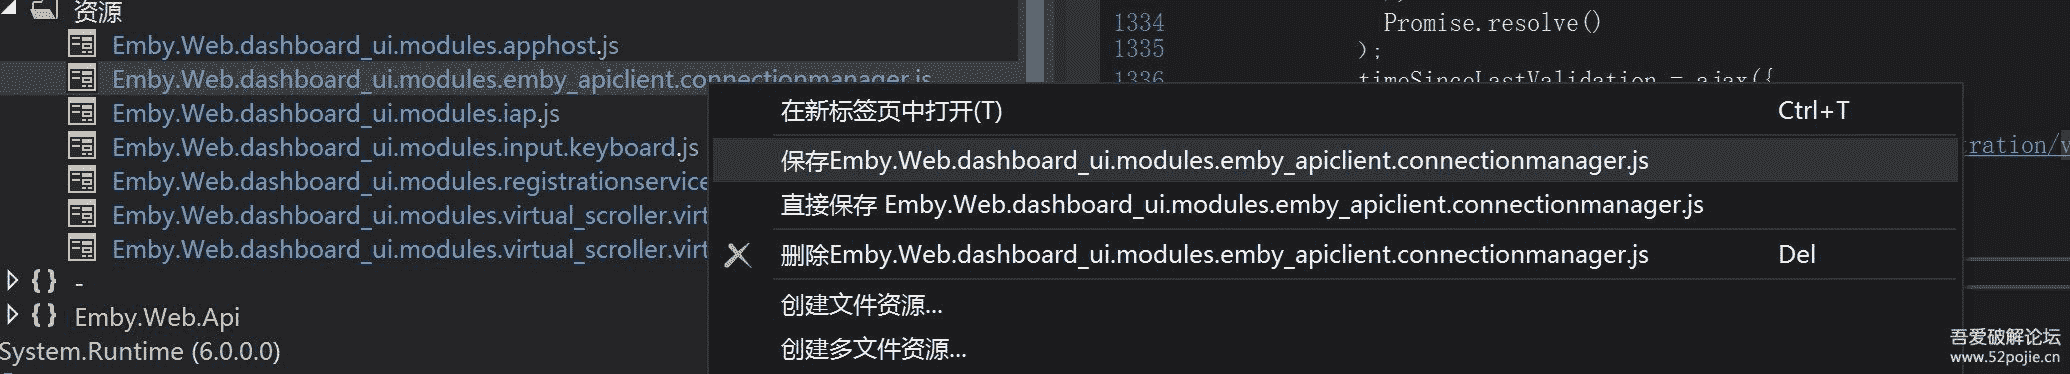 资源
Emby.Web.dashboard_ui.modules.apphost.js
Emby.Web.dashboard_ui.modules.emby_apiclient.connectionmanager.js
Emby.Web.dashboard_ui.modules.iap.js
Emby.Web.dashboard_ui.modules.input.keyboard.js
Emby.Web.dashboard_ui.modules.registrationservice
Emby.Web.dashboard_ui.modules.virtual_scroller.virt
Emby.Web.dashboard_ui.modules.virtual_scroller.virt
{ } -
{ } Emby.Web.Api
System.Runtime (6.0.0.0)
1334 Promise.resolve()
1335 );
1336 timeSinceLastValidation = ajax({
ration/v
在新标签页中打开(T) Ctrl+T
保存Emby.Web.dashboard_ui.modules.emby_apiclient.connectionmanager.js
直接保存 Emby.Web.dashboard_ui.modules.emby_apiclient.connectionmanager.js
删除Emby.Web.dashboard_ui.modules.emby_apiclient.connectionmanager.js Del
创建文件资源...
创建多文件资源...
吾爱破解论坛
www.52pojie.cn